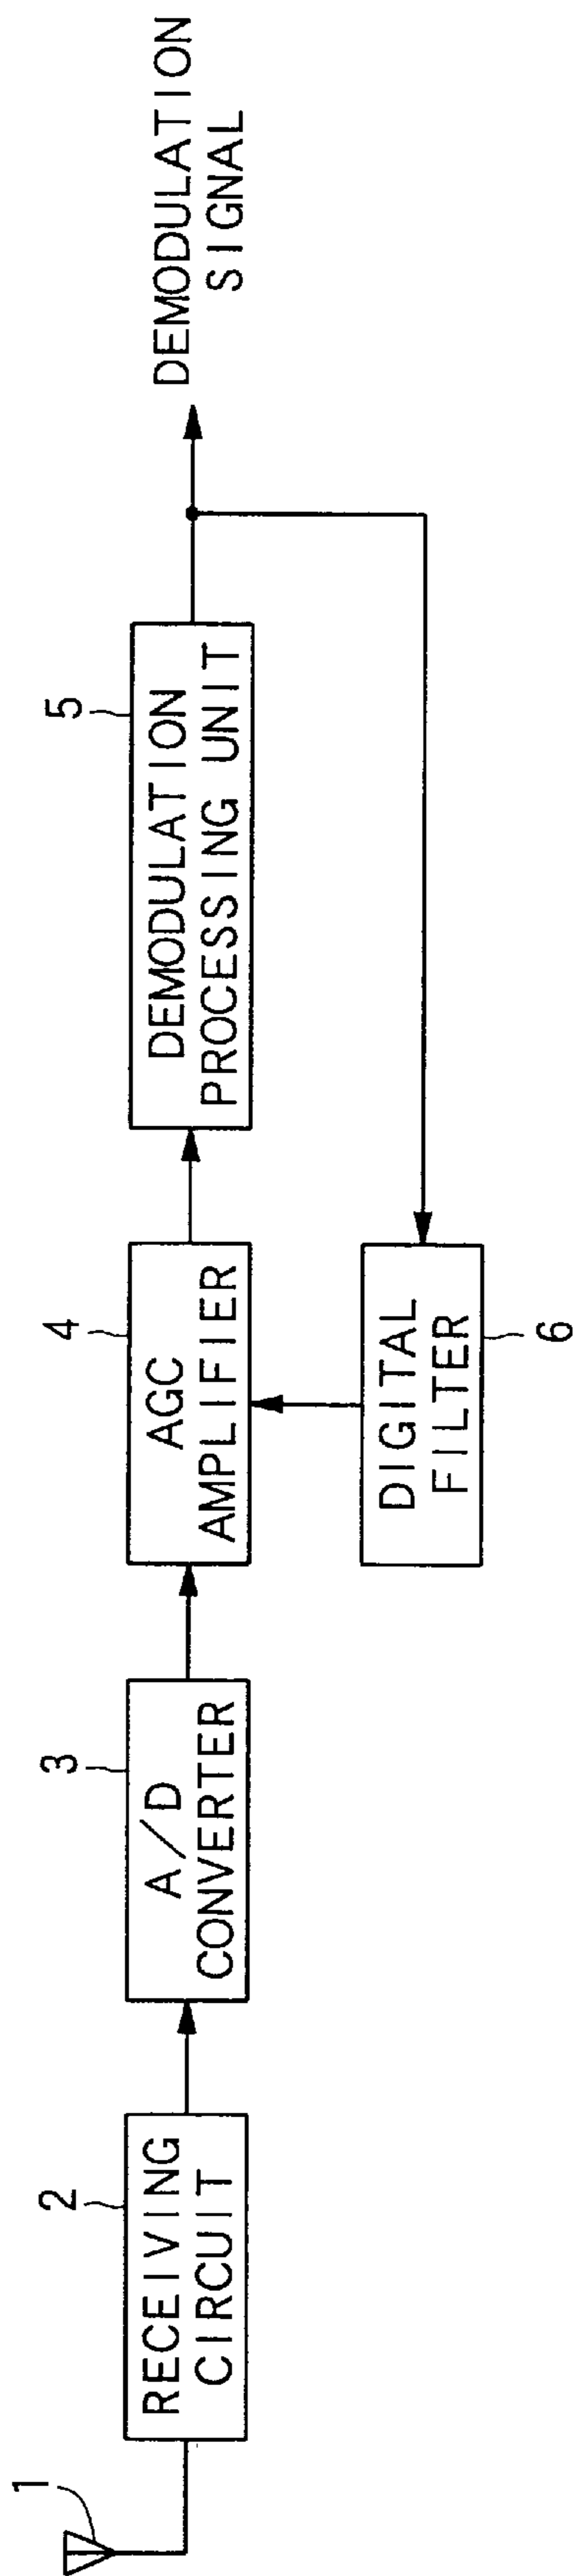 1
2
RECEIVING
CIRCUIT
3
A/D
CONVERTER
4
AGC
AMPLIFIER
5
DEMODULATION
PROCESSING UNIT
DEMODULATION
SIGNAL
DIGITAL
FILTER
6